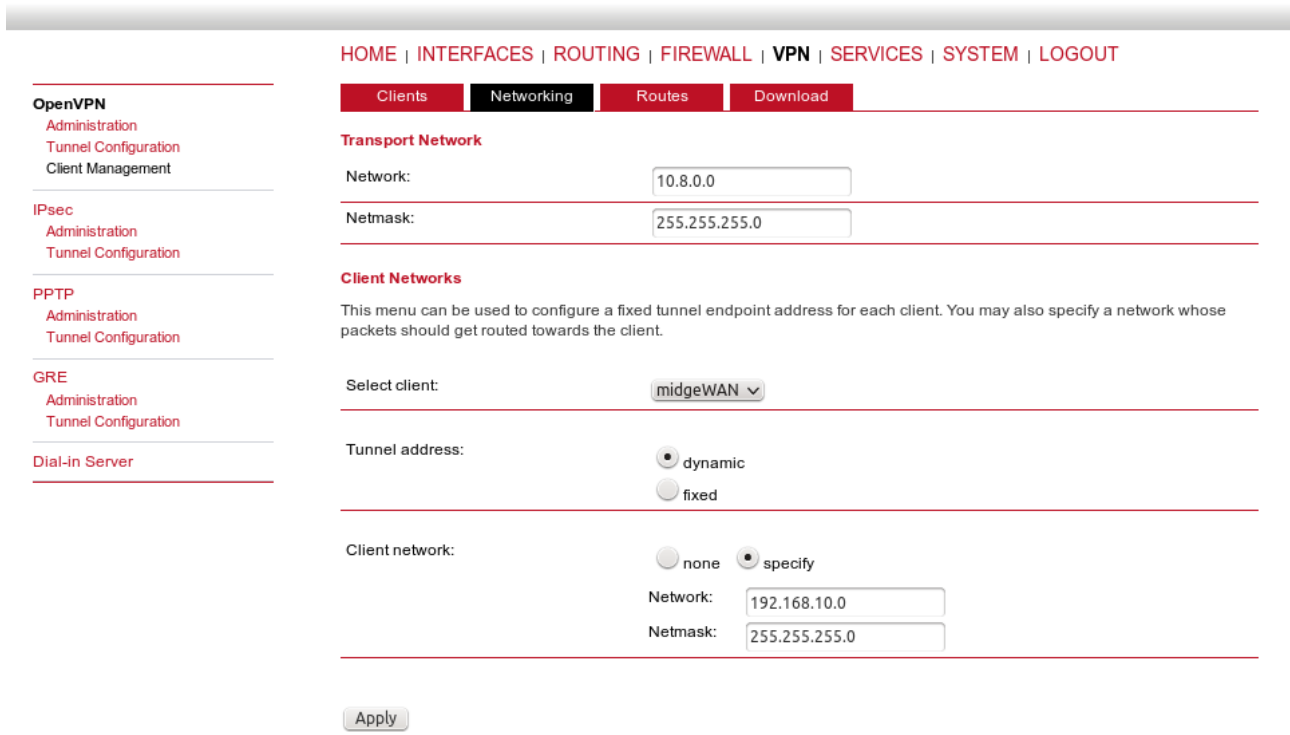 HOME | INTERFACES | ROUTING | FIREWALL | VPN | SERVICES | SYSTEM | LOGOUT
OpenVPN
Administration
Tunnel Configuration
Client Management
IPsec
Administration
Tunnel Configuration
PPTP
Administration
Tunnel Configuration
GRE
Administration
Tunnel Configuration
Dial-in Server
Clients Networking Routes Download
Transport Network
Network: 10.8.0.0
Netmask: 255.255.255.0
Client Networks
This menu can be used to configure a fixed tunnel endpoint address for each client. You may also specify a network whose
packets should get routed towards the client.
Select client: midgeWAN
Tunnel address: dynamic
fixed
Client network: none specify
Network: 192.168.10.0
Netmask: 255.255.255.0
Apply